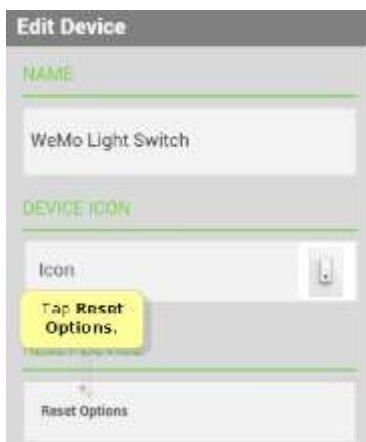 Edit Device
NAME
WeMo Light Switch
DEVICE ICON
Icon
Tap Reset
Options.
Reset Options